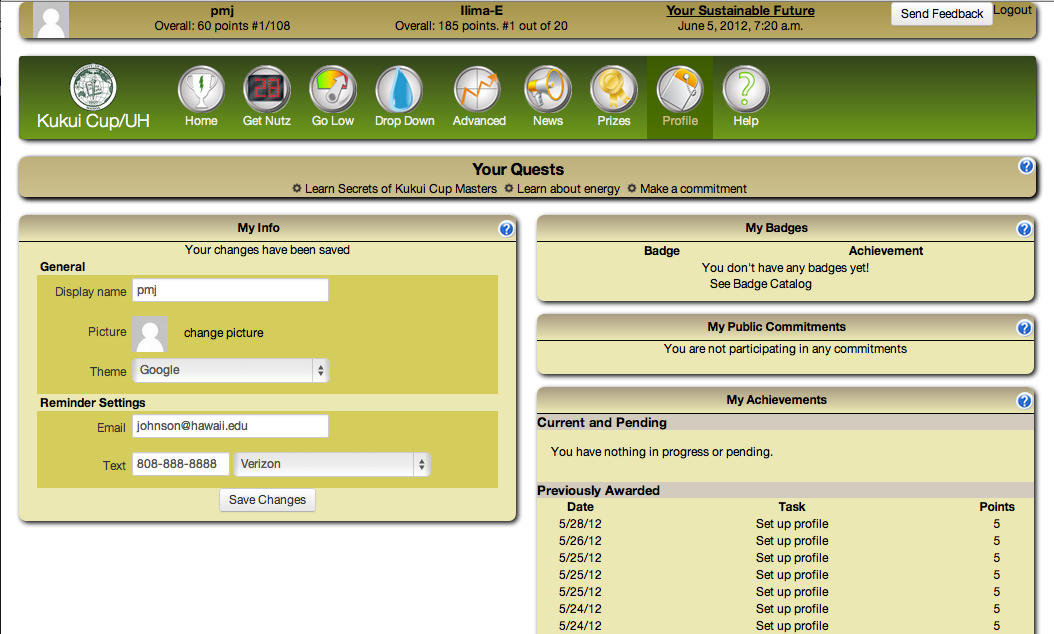 pmj
Overall: 60 points #1/108
Ilima-E
Overall: 185 points. #1 out of 20
Your Sustainable Future
June 5, 2012, 7:20 a.m.
Send Feedback
Logout
Kukui Cup/UH
28
Home
Get Nutz
Go Low
Drop Down
Advanced
News
Prizes
Profile
Help
Your Quests
Learn Secrets of Kukui Cup Masters Learn about energy Make a commitment
My Info
Your changes have been saved
General
Display name pmj
Picture change picture
Theme Google
Reminder Settings
Email johnson@hawaii.edu
Text 808-888-8888 Verizon
Save Changes
My Badges
Badge Achievement
You don't have any badges yet!
See Badge Catalog
My Public Commitments
You are not participating in any commitments
My Achievements
Current and Pending
You have nothing in progress or pending.
Previously Awarded
Date Task Points
5/28/12 Set up profile 5
5/26/12 Set up profile 5
5/25/12 Set up profile 5
5/25/12 Set up profile 5
5/25/12 Set up profile 5
5/24/12 Set up profile 5
5/24/12 Set up profile 5